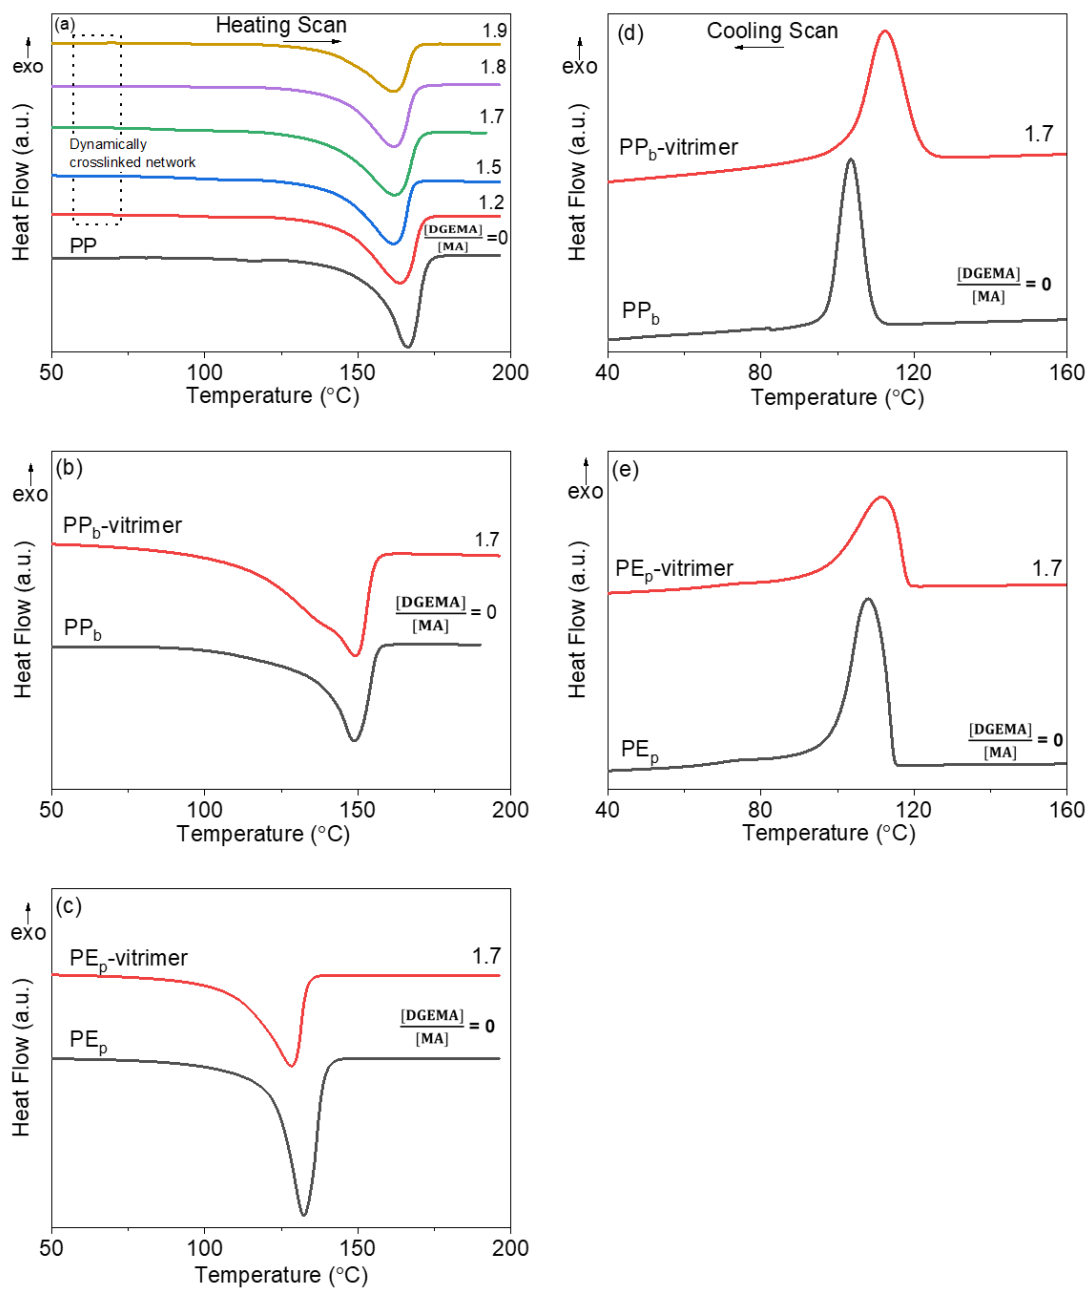 (a)
Heating Scan
exo
1.9
1.8
1.7
Dynamically
crosslinked network
1.5
1.2
PP
[DGEMA]
[MA]
=0
Heat Flow (a.u.)
50 100 150 200
Temperature (°C)
(d)
Cooling Scan
exo
PPb-vitrimer
1.7
PPb
[DGEMA]
[MA]
= 0
Heat Flow (a.u.)
40 80 120 160
Temperature (°C)
(b)
exo
PPb-vitrimer
1.7
PPb
[DGEMA]
[MA]
= 0
Heat Flow (a.u.)
50 100 150 200
Temperature (°C)
(e)
exo
PEp-vitrimer
1.7
PEp
[DGEMA]
[MA]
= 0
Heat Flow (a.u.)
40 80 120 160
Temperature (°C)
(c)
exo
PEp-vitrimer
1.7
PEp
[DGEMA]
[MA]
= 0
Heat Flow (a.u.)
50 100 150 200
Temperature (°C)